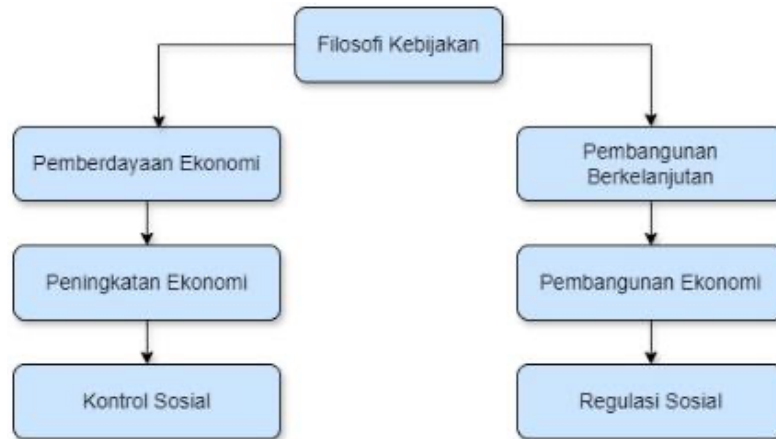 Filosofi Kebijakan
Pemberdayaan Ekonomi
Pembangunan
Berkelanjutan
Peningkatan Ekonomi
Pembangunan Ekonomi
Kontrol Sosial
Regulasi Sosial